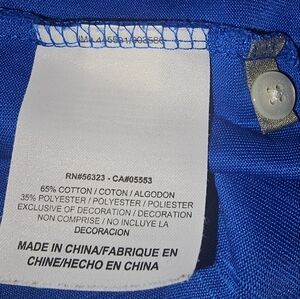 RN#56323 - CA#05553
65% COTTON / COTON / ALGODON
35% POLYESTER / POLYESTER / POLIESTER
EXCLUSIVE OF DECORATION / DECORATION
NON COMPRISE / NO INCLUYE LA
DECORACION
MADE IN CHINA/FABRIQUE EN
CHINE/HECHO EN CHINA